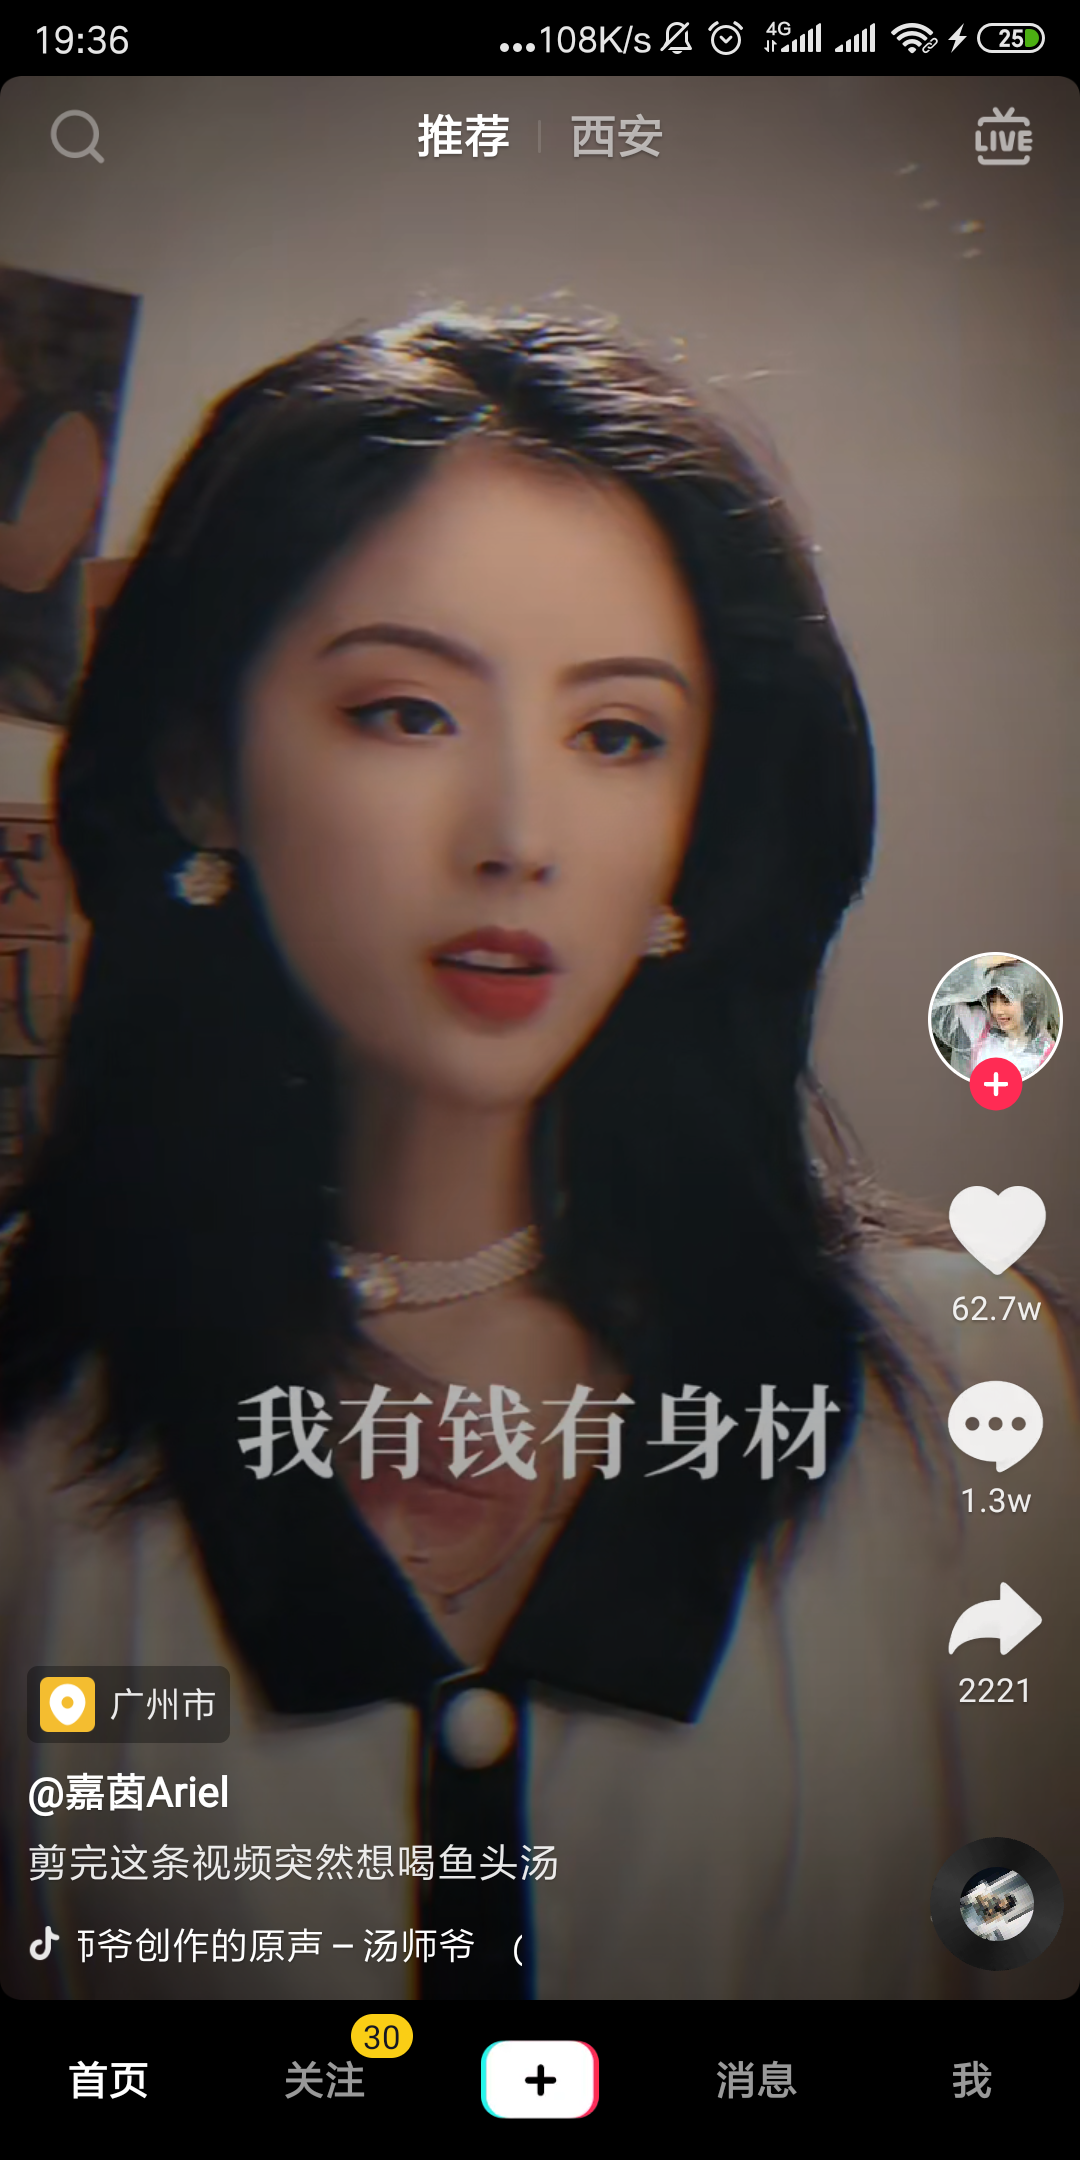 19:36
...108K/s 4G 25
推荐 | 西安
LIVE
62.7w
我有钱有身材
1.3w
2221
广州市
@嘉茵Ariel
剪完这条视频突然想喝鱼头汤
师爷创作的原声 – 汤师爷 (
30
首页 关注 消息 我